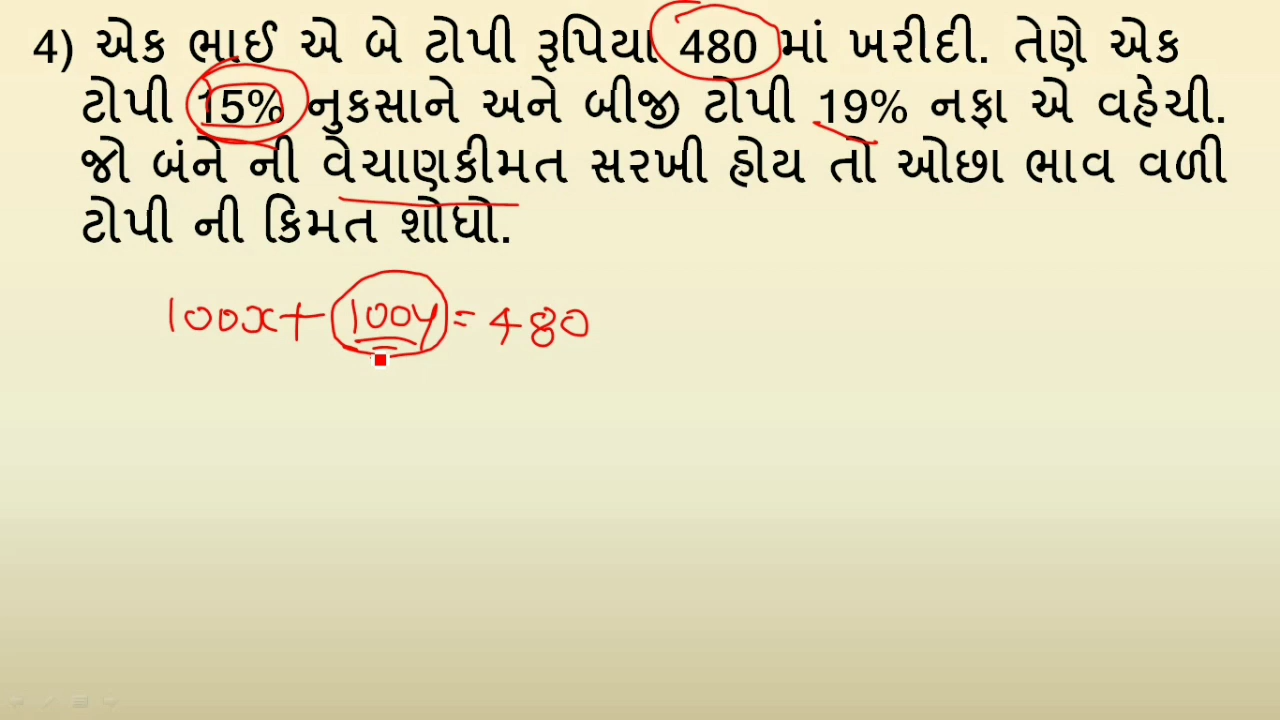 4) એક ભાઈ એ બે ટોપી રૂપિયા 480 માં ખરીદી. તેણે એક
ટોપી 15% નુકસાને અને બીજી ટોપી 19% નફા એ વહેચી.
જો બંને ની વેચાણકીમત સરખી હોય તો ઓછા ભાવ વળી
ટોપી ની કિમત શોધો.
100x + 100y = 480